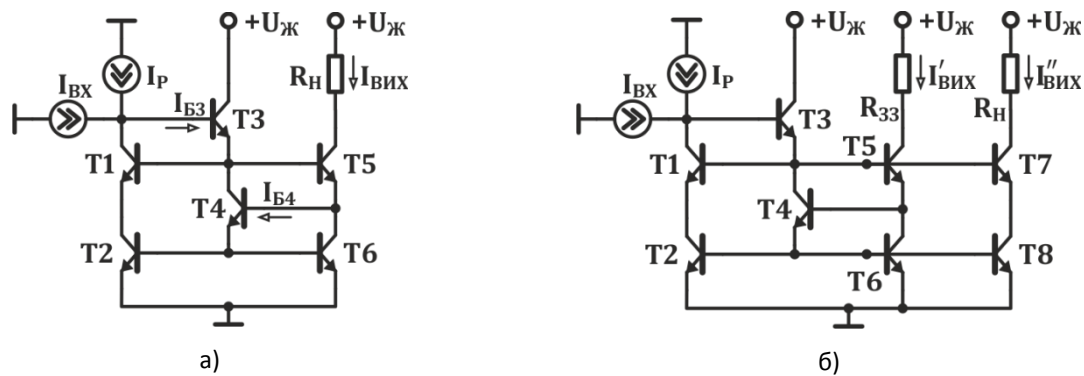 +Uж
+Uж
Iвх
Iр
Iб3
Rн
Iвих
T3
T1
T5
T4
Iб4
T2
T6
а)
+Uж
+Uж
+Uж
Iвх
Iр
I′вих
I″вих
T3
Rзз
Rн
T1
T5
T7
T4
T2
T6
T8
б)